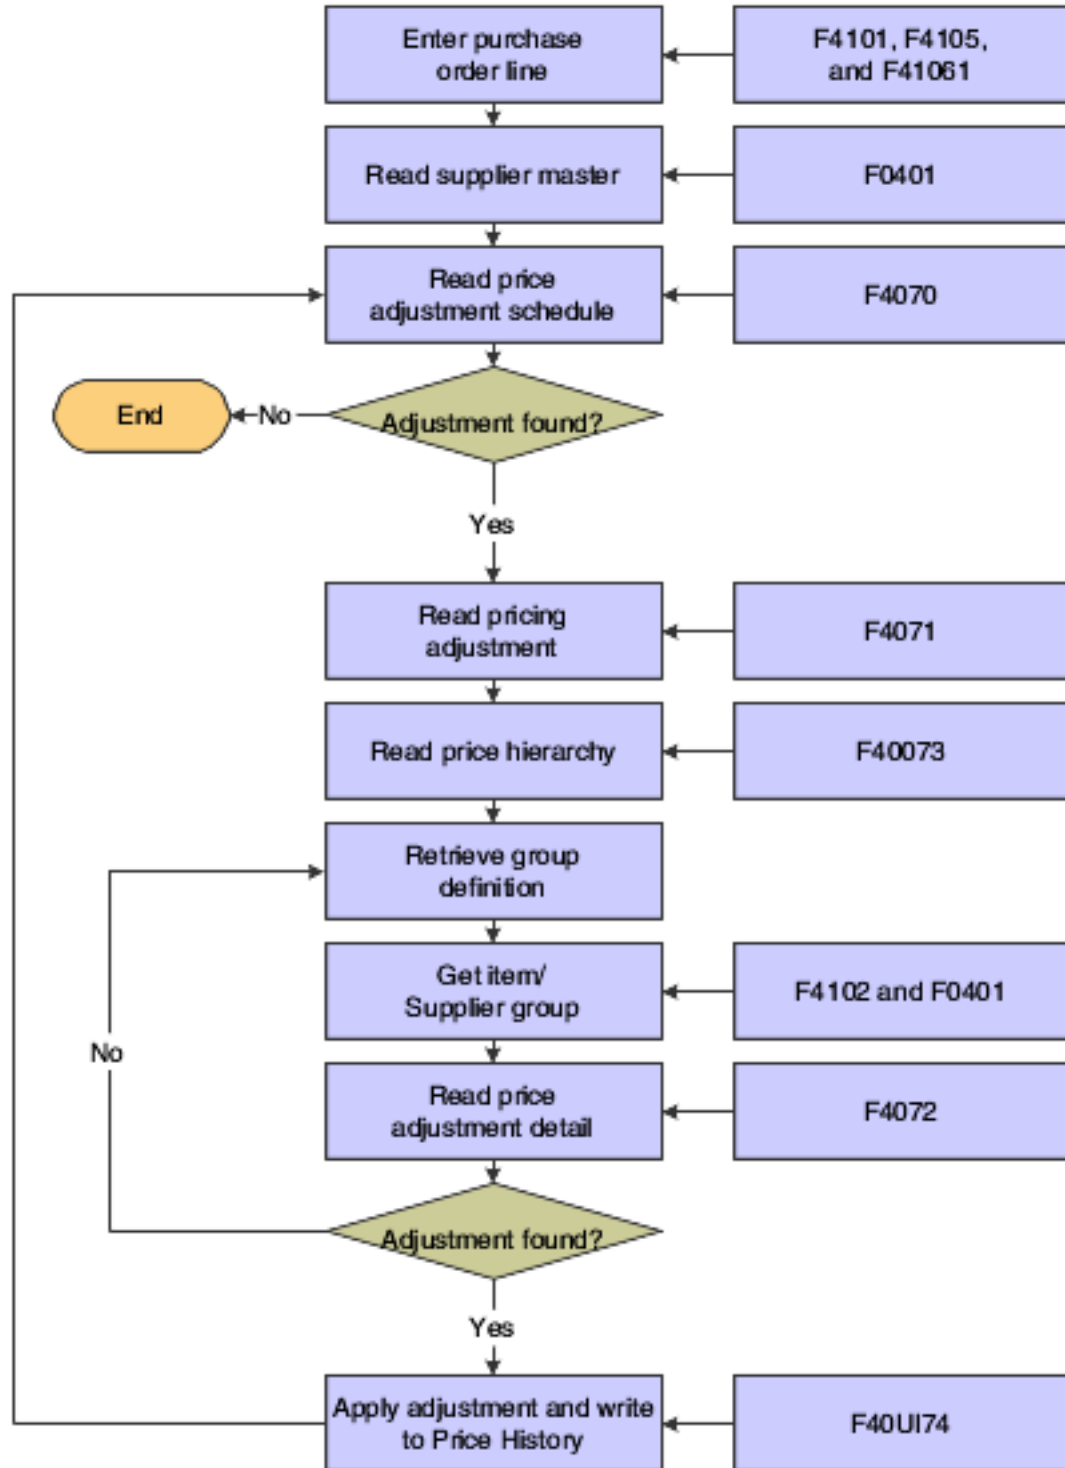 Enter purchase
order line
F4101, F4105,
and F41061
Read supplier master
F0401
Read price
adjustment schedule
F4070
End
No
Adjustment found?
Yes
Read pricing
adjustment
F4071
Read price hierarchy
F40073
Retrieve group
definition
Get item/
Supplier group
F4102 and F0401
No
Read price
adjustment detail
F4072
Adjustment found?
Yes
Apply adjustment and write
to Price History
F40UI74